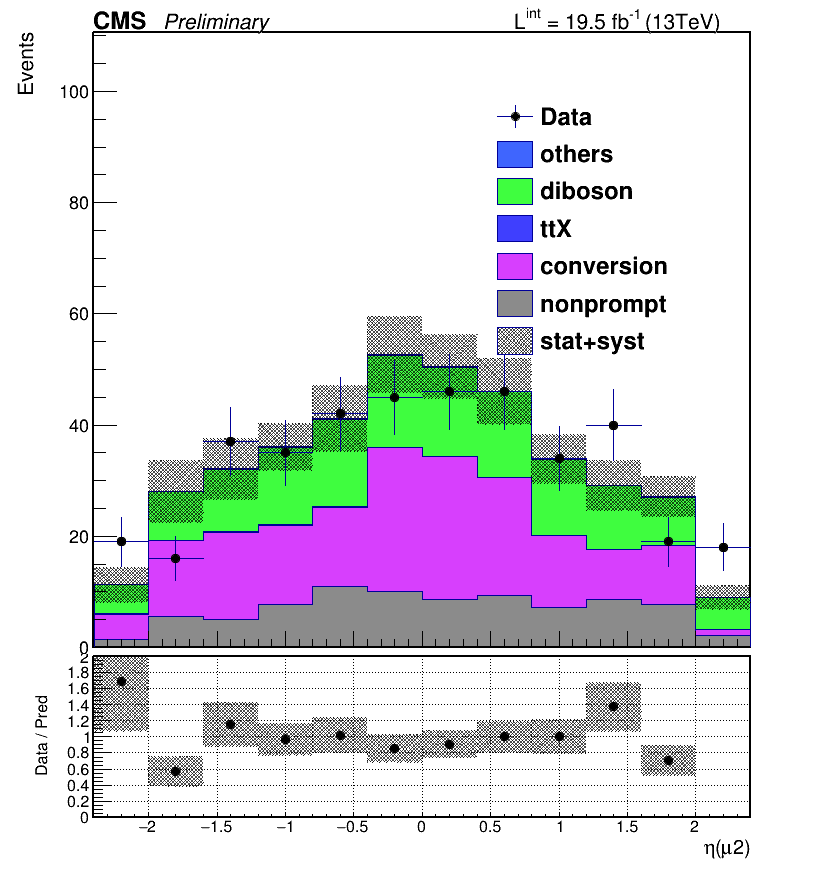 CMS Preliminary L^int = 19.5 fb^-1 (13TeV)
Events
100
80
60
40
20
0
Data
others
diboson
ttX
conversion
nonprompt
stat+syst
Data / Pred
2
1.8
1.6
1.4
1.2
1
0.8
0.6
0.4
0.2
0
−2 −1.5 −1 −0.5 0 0.5 1 1.5 2
η(μ2)